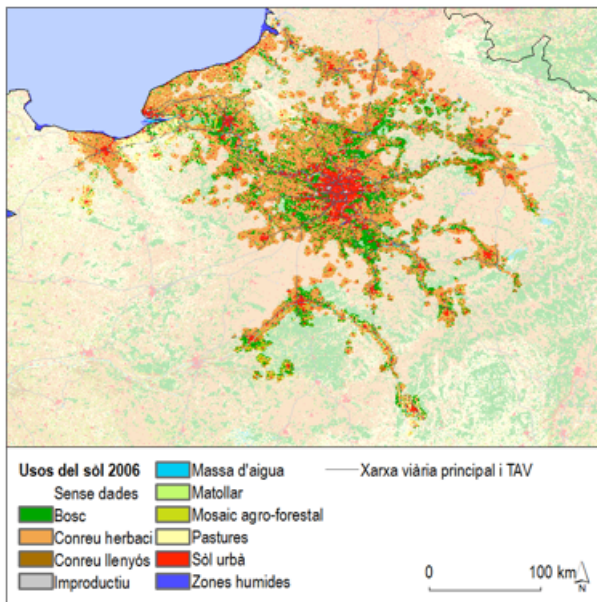 Usos del sòl 2006
Sense dades
Bosc
Conreu herbaci
Conreu llenyós
Improductiu
Massa d'aigua
Matollar
Mosaic agro-forestal
Pastures
Sòl urbà
Zones humides
Xarxa viària principal i TAV
0 100 km
N